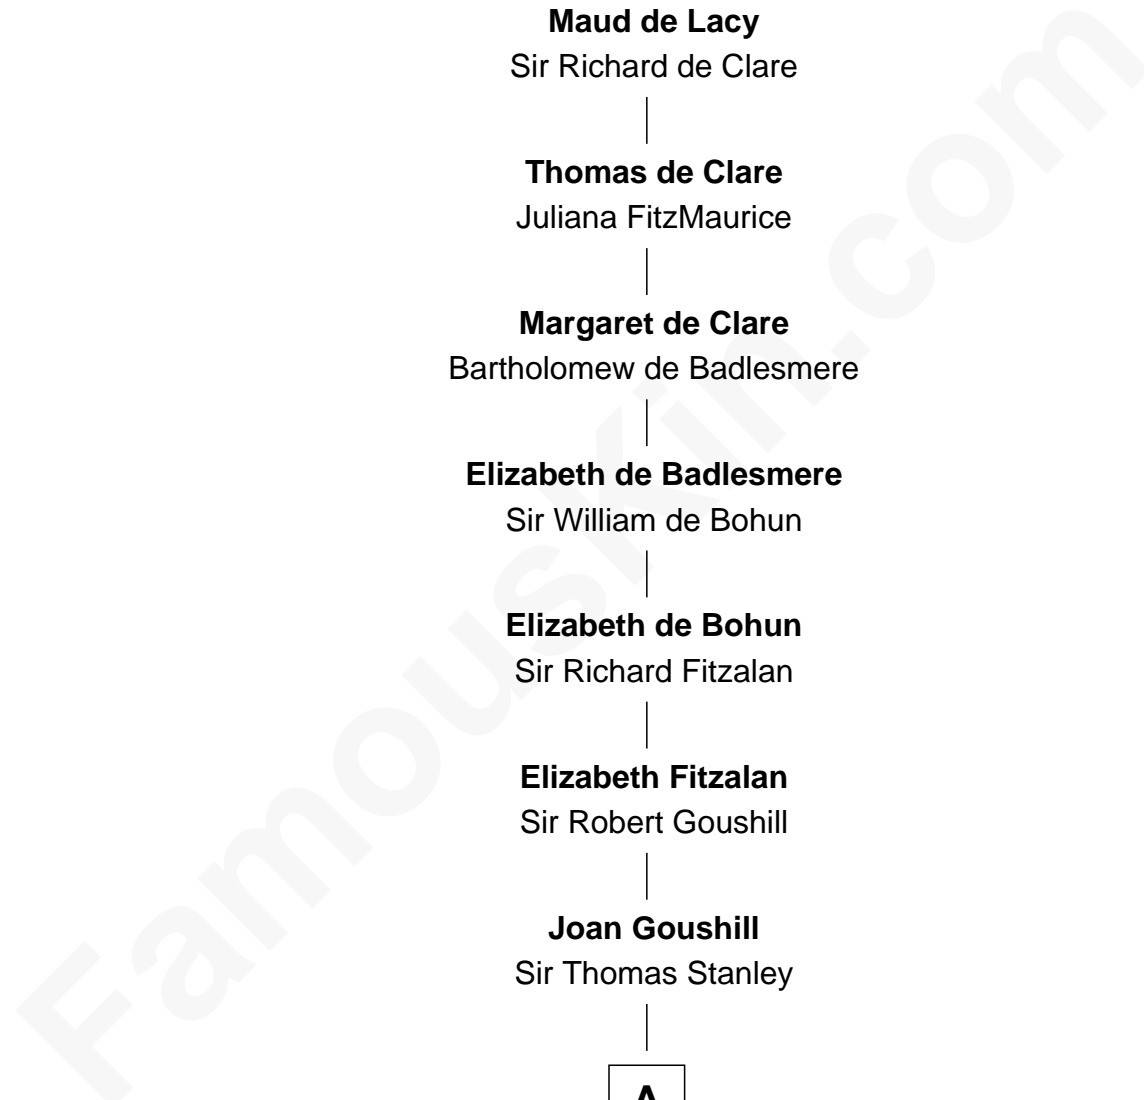 Maud de Lacy
Sir Richard de Clare
Thomas de Clare
Juliana FitzMaurice
Margaret de Clare
Bartholomew de Badlesmere
Elizabeth de Badlesmere
Sir William de Bohun
Elizabeth de Bohun
Sir Richard Fitzalan
Elizabeth Fitzalan
Sir Robert Goushill
Joan Goushill
Sir Thomas Stanley
A
FamousKin.com